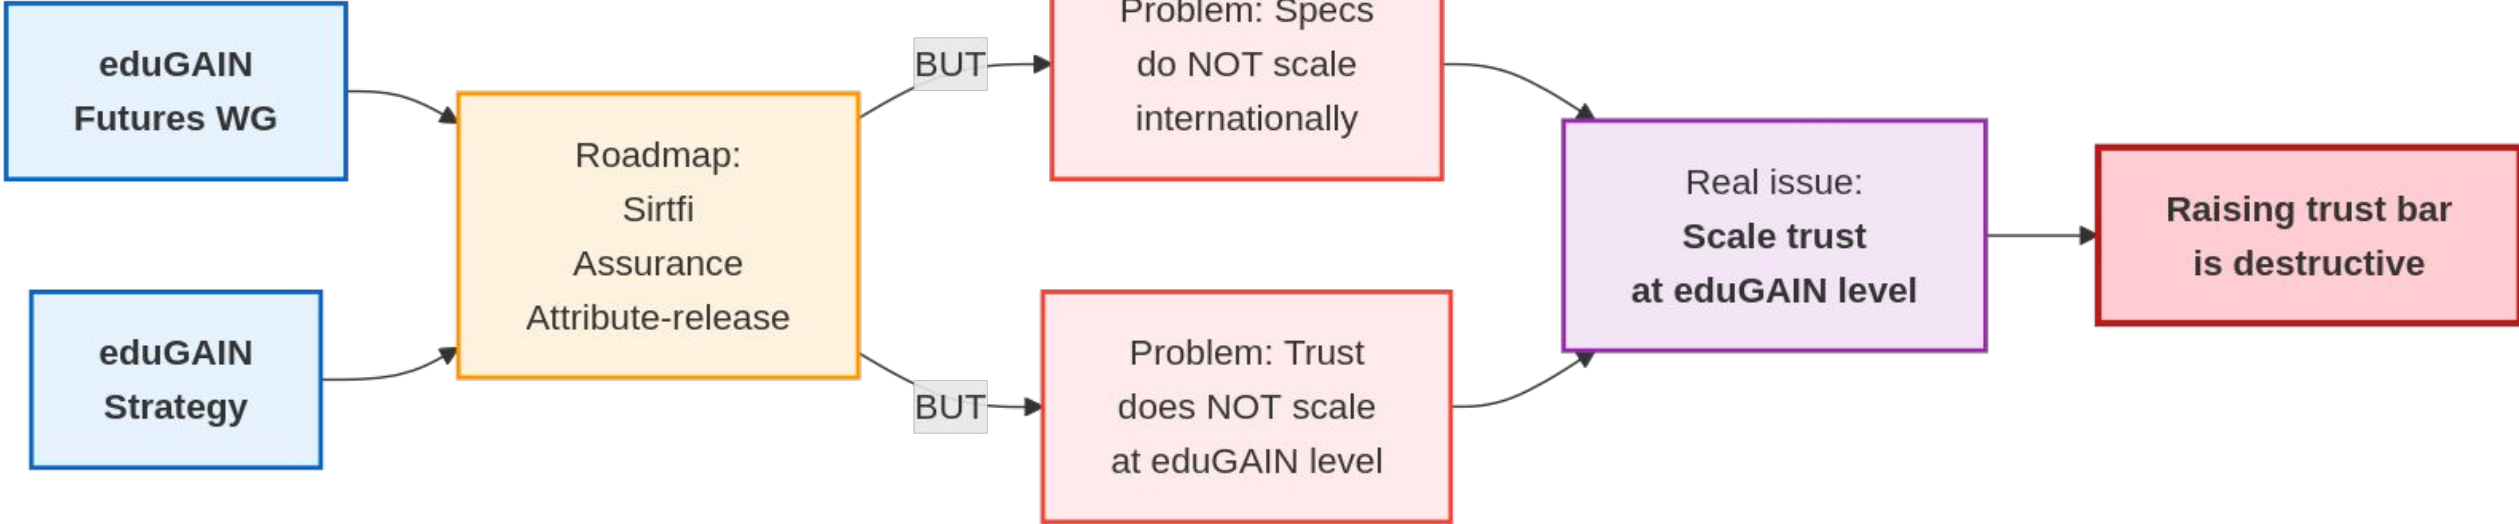 eduGAIN
Futures WG
eduGAIN
Strategy
Roadmap:
Sirtfi
Assurance
Attribute-release
BUT
BUT
Problem: Specs
do NOT scale
internationally
Problem: Trust
does NOT scale
at eduGAIN level
Real issue:
Scale trust
at eduGAIN level
Raising trust bar
is destructive